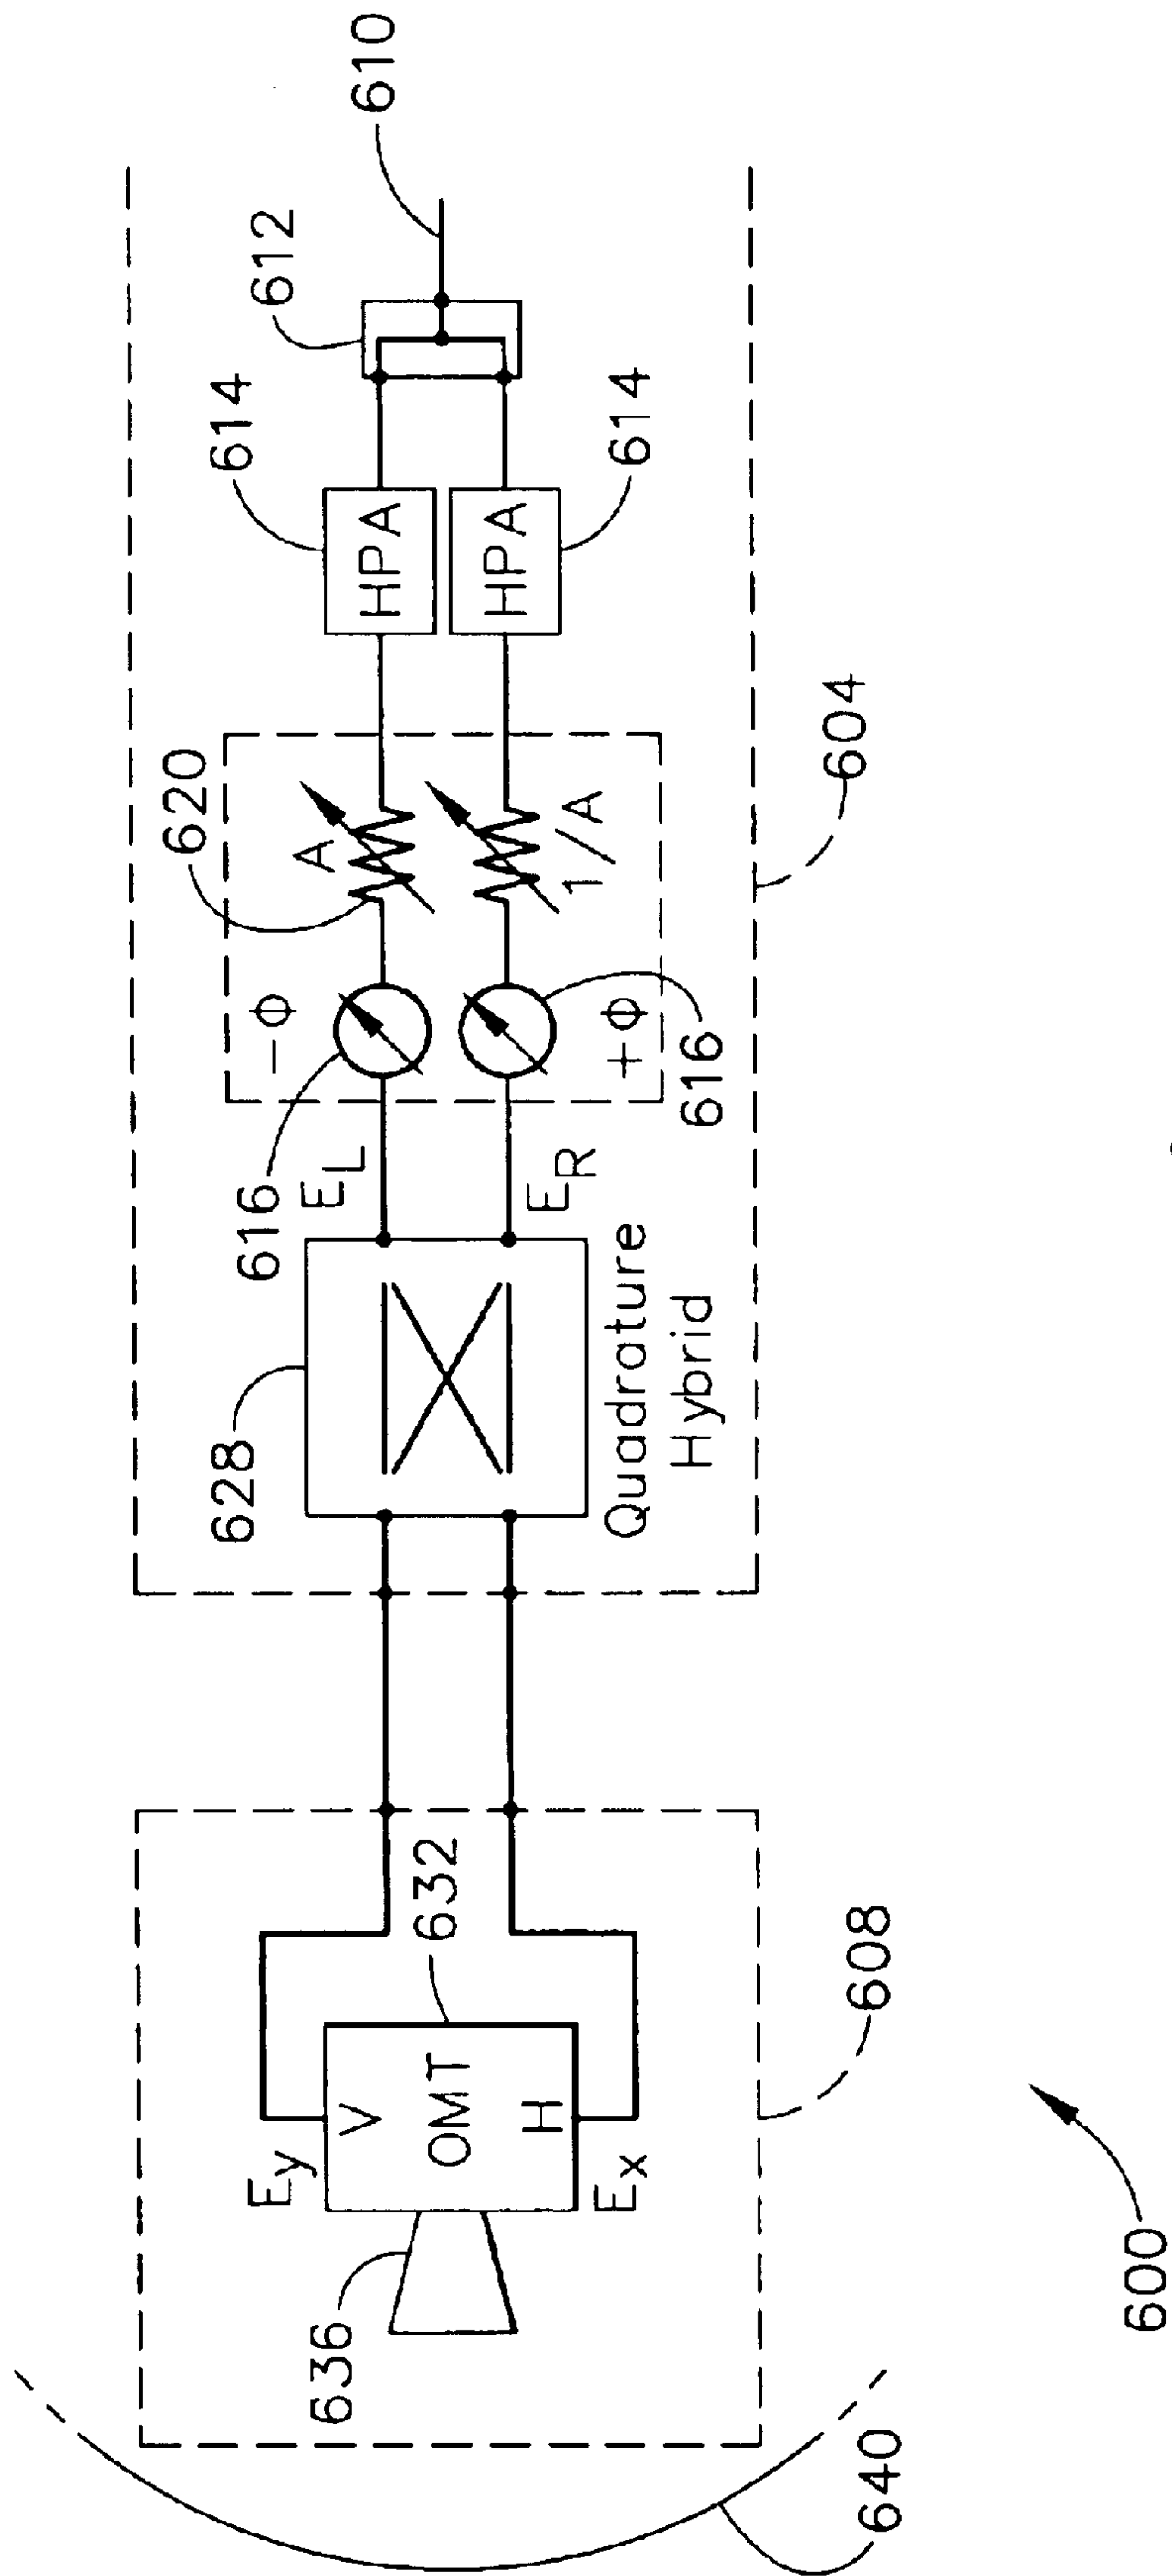 610
612
614
614
HPA
HPA
620
A
1/A
604
−Φ
+Φ
616
616
E_L
E_R
628
Quadrature
Hybrid
632
E_y
V
OMT
H
E_x
608
636
640
600